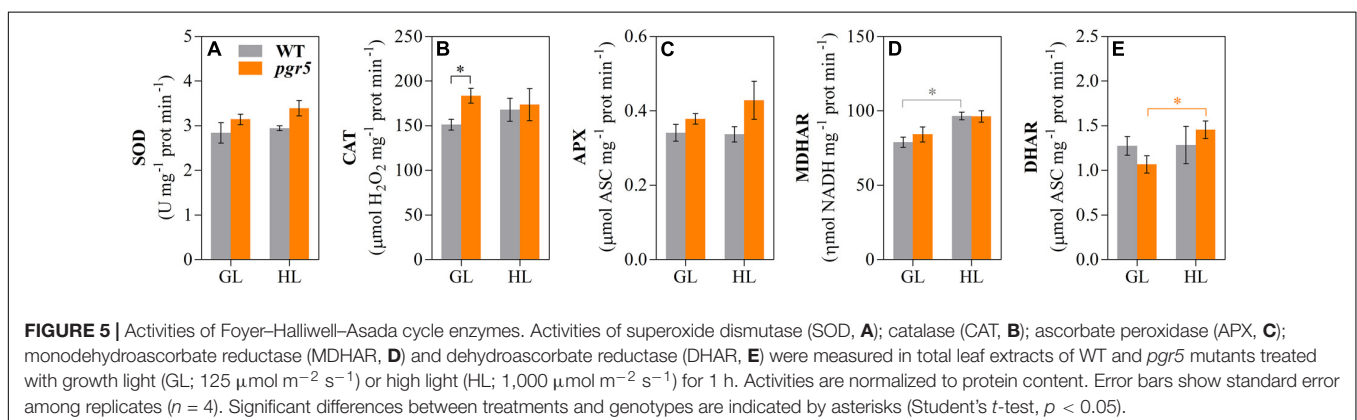 A
WT
pgr5
SOD
(U mg⁻¹ prot min⁻¹)
5
4
3
2
1
0
GL HL
B
*
CAT
(µmol H₂O₂ mg⁻¹ prot min⁻¹)
250
200
150
100
50
0
GL HL
C
APX
(µmol ASC mg⁻¹ prot min⁻¹)
0.6
0.4
0.2
0.0
GL HL
D
*
MDHAR
(ηmol NADH mg⁻¹ prot min⁻¹)
150
100
50
0
GL HL
E
*
DHAR
(µmol ASC mg⁻¹ prot min⁻¹)
2.5
2.0
1.5
1.0
0.5
0.0
GL HL
FIGURE 5 | Activities of Foyer–Halliwell–Asada cycle enzymes. Activities of superoxide dismutase (SOD, A); catalase (CAT, B); ascorbate peroxidase (APX, C);
monodehydroascorbate reductase (MDHAR, D) and dehydroascorbate reductase (DHAR, E) were measured in total leaf extracts of WT and pgr5 mutants treated
with growth light (GL; 125 µmol m⁻² s⁻¹) or high light (HL; 1,000 µmol m⁻² s⁻¹) for 1 h. Activities are normalized to protein content. Error bars show standard error
among replicates (n = 4). Significant differences between treatments and genotypes are indicated by asterisks (Student's t-test, p < 0.05).